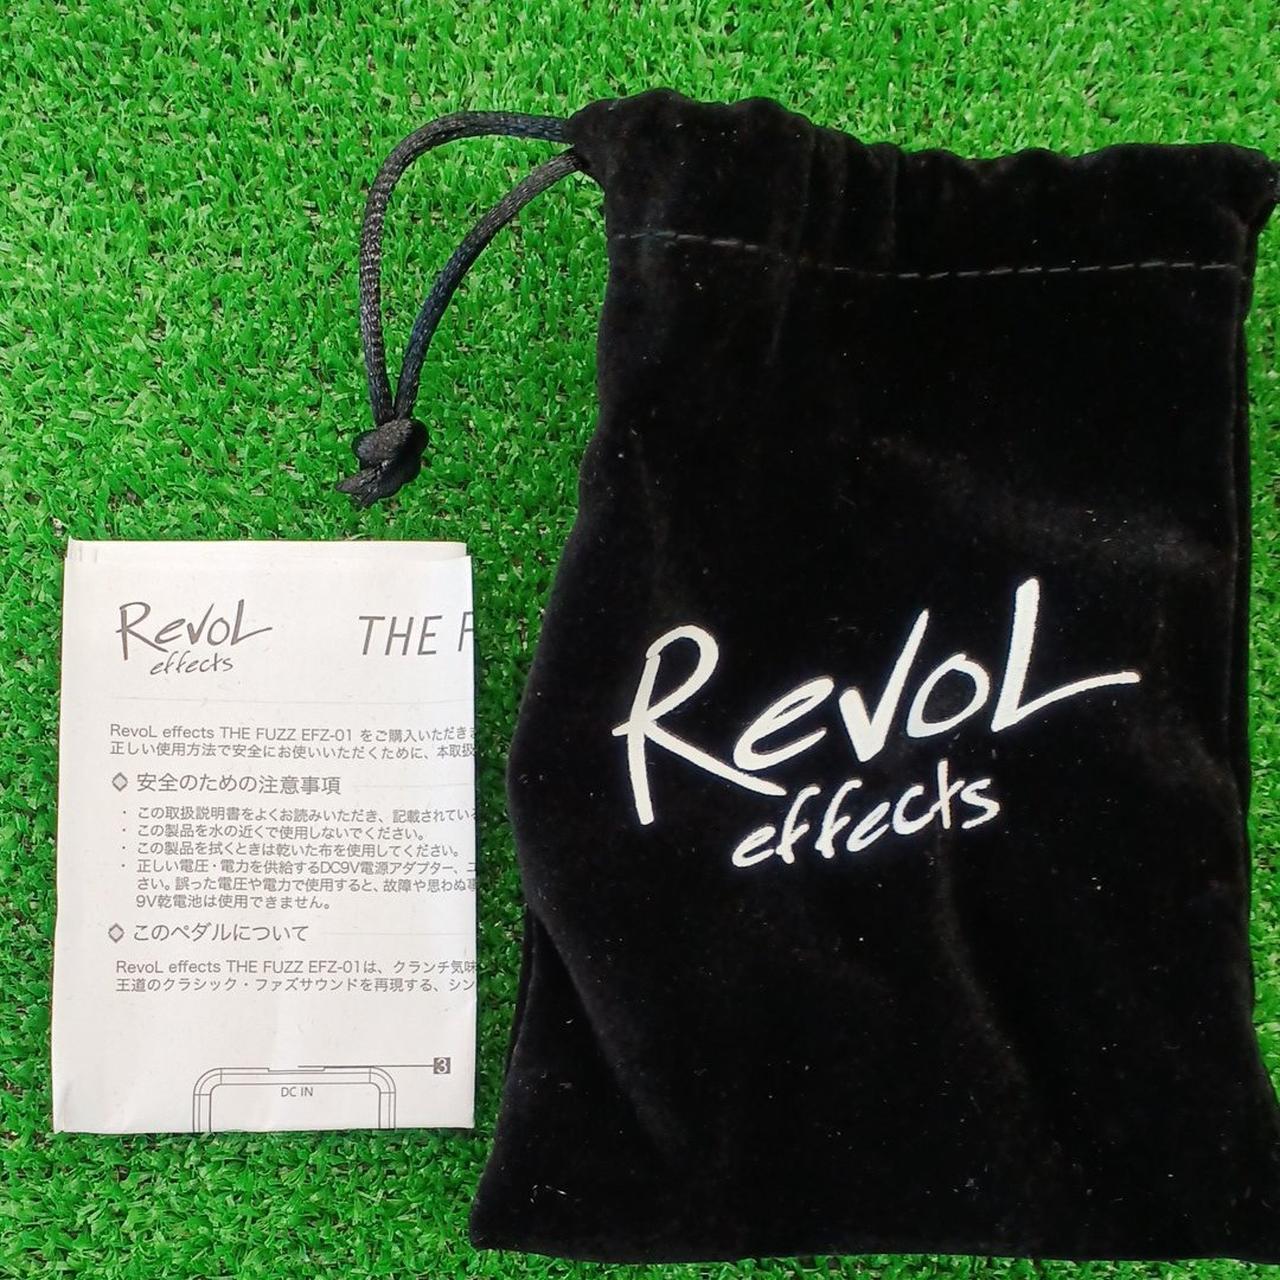 RevoL
effects
THE F
RevoL effects THE FUZZ EFZ-01 をご購入いただき
正しい使用方法で安全にお使いいただくために、本取扱
安全のための注意事項
・ この取扱説明書をよくお読みいただき、記載されている
・ この製品を水の近くで使用しないでください。
・ この製品を拭くときは乾いた布を使用してください。
・ 正しい電圧・電力を供給するDC9V電源アダプター、
さい。誤った電圧や電力で使用すると、故障や思わぬ事
9V乾電池は使用できません。
このペダルについて
RevoL effects THE FUZZ EFZ-01は、クランチ気味
王道のクラシック・ファズサウンドを再現する、シン
3
DC IN
RevoL
effects